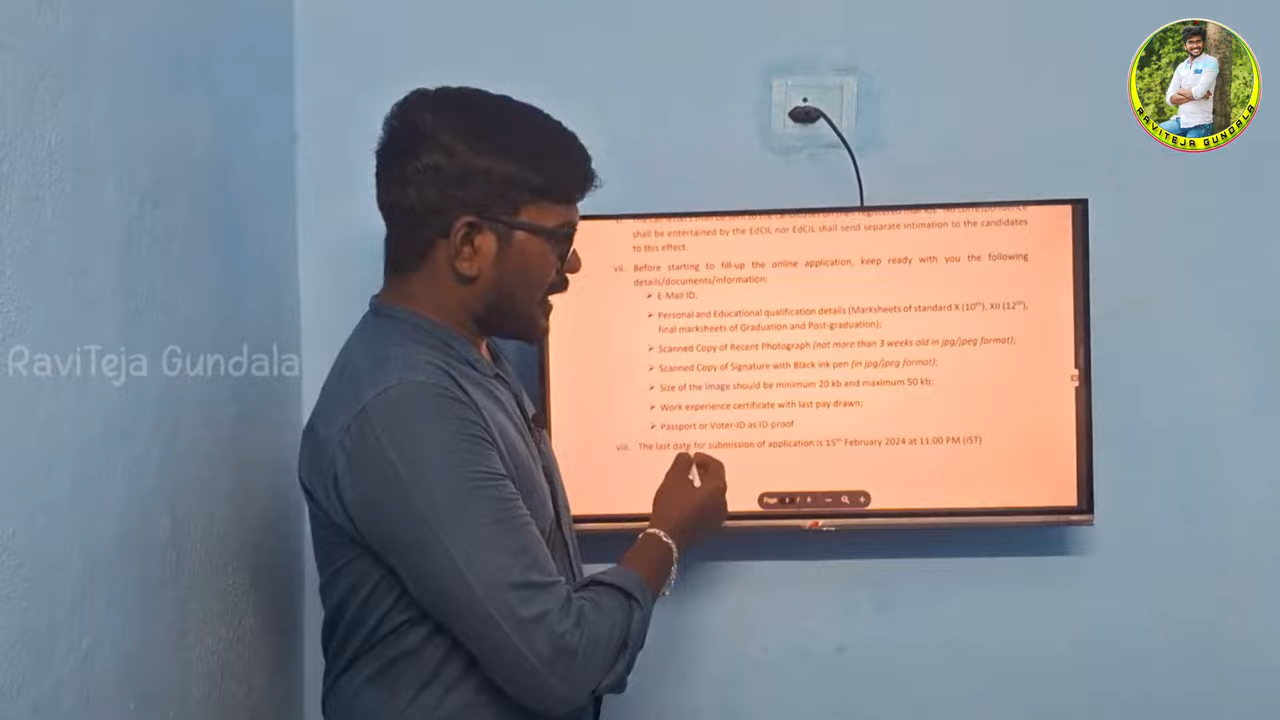 RAVITEJA GUNDALA
shall be entertained by the EdCIL nor EdCIL shall send separate intimation to the candidates
to this effect.
vii. Before starting to fill-up the online application, keep ready with you the following
details/documents/information:
➤ E-Mail ID;
➤ Personal and Educational qualification details (Marksheets of standard X (10th), XII (12th),
final marksheets of Graduation and Post-graduation);
➤ Scanned Copy of Recent Photograph (not more than 3 weeks old in jpg/jpeg format);
➤ Scanned Copy of Signature with Black ink pen (in jpg/jpeg format);
➤ Size of the image should be minimum 20 kb and maximum 50 kb;
➤ Work experience certificate with last pay drawn;
➤ Passport or Voter-ID as ID proof
viii. The last date for submission of application is 15th February 2024 at 11:00 PM (IST)
Page / 6 — +
RaviTeja Gundala